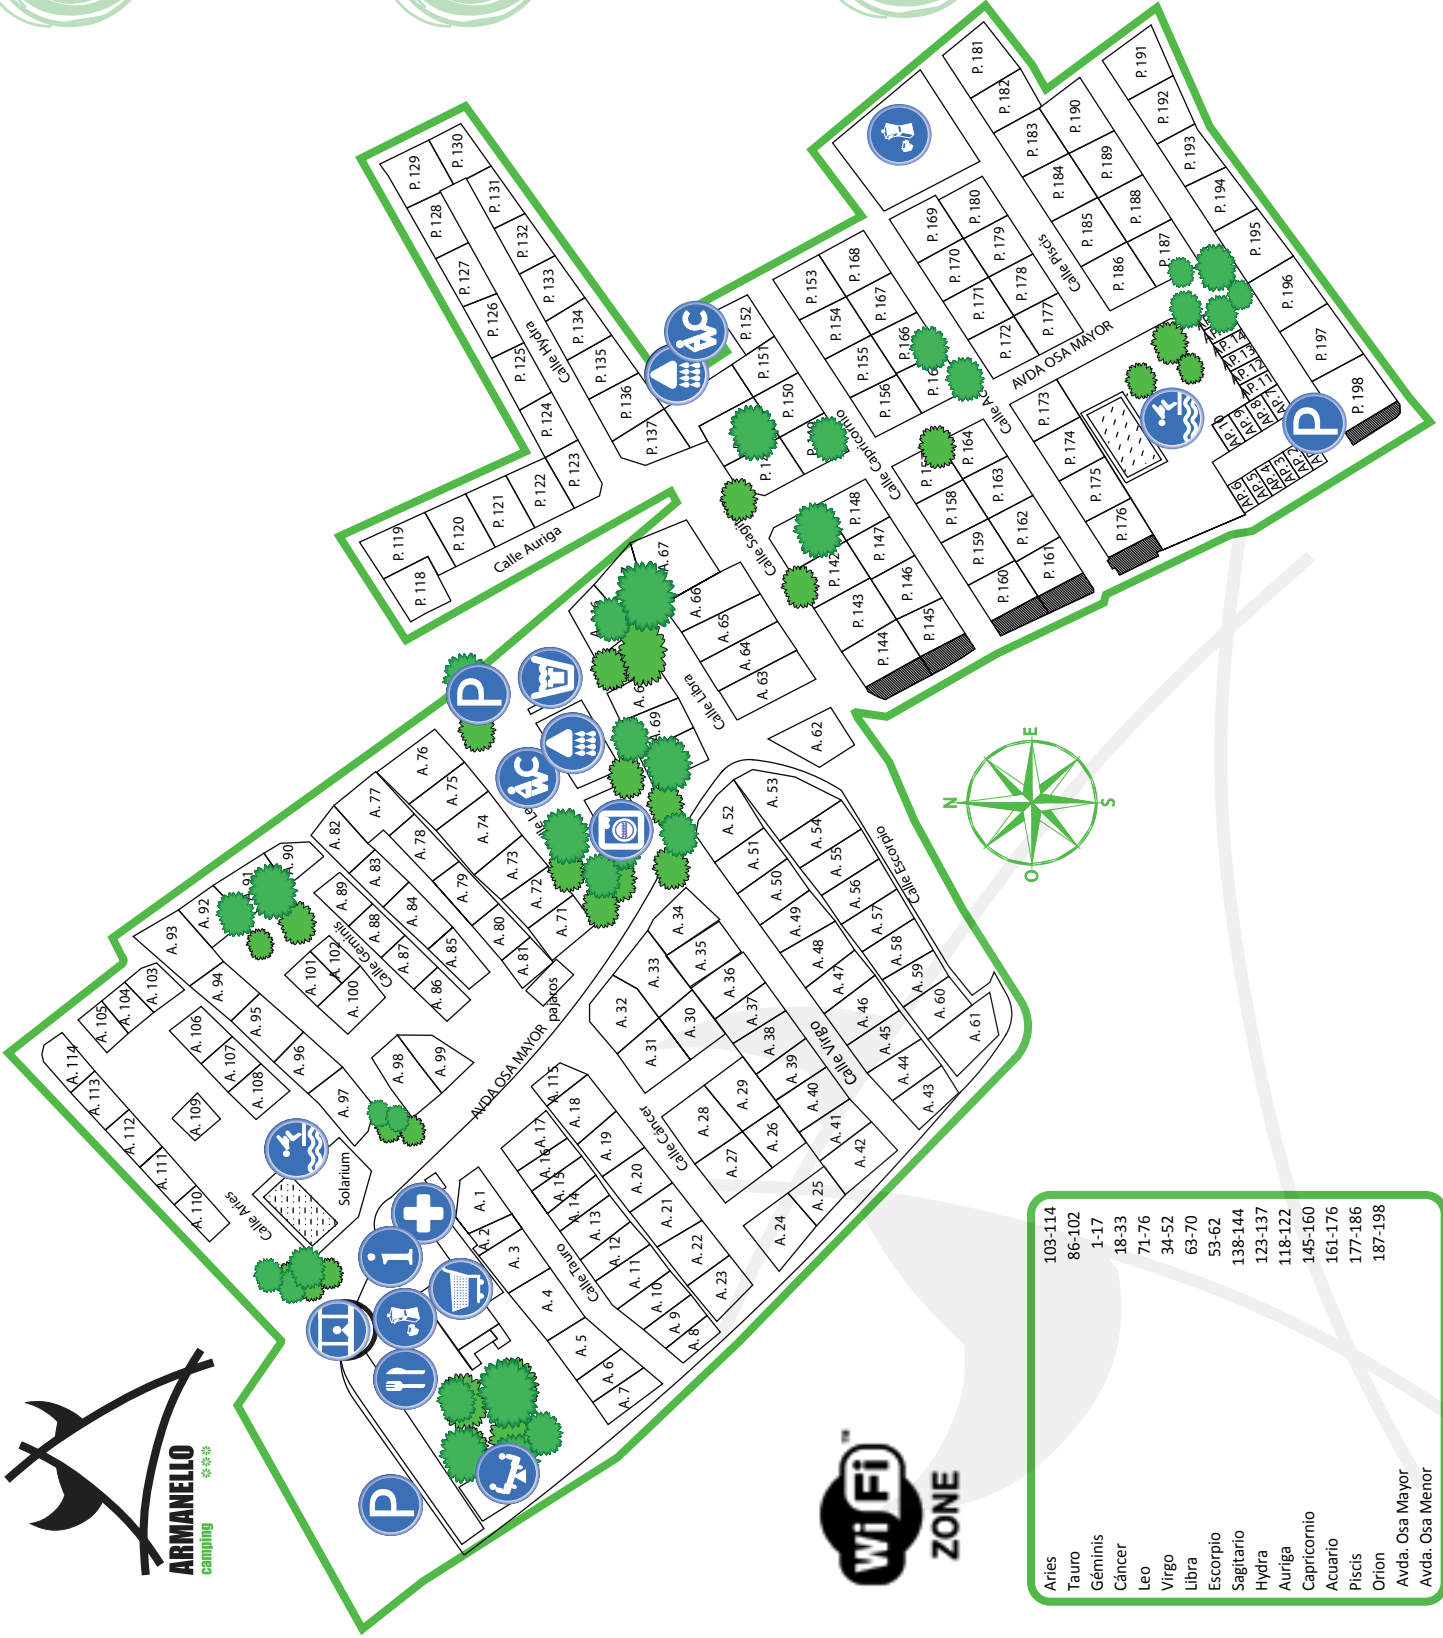 ARMANELLO
camping ***
WiFi
TM
ZONE
Aries 103-114
Tauro 86-102
Géminis 1-17
Cáncer 18-33
Leo 71-76
Virgo 34-52
Libra 63-70
Escorpio 53-62
Sagitario 138-144
Hydra 123-137
Auriga 118-122
Capricornio 145-160
Acuario 161-176
Piscis 177-186
Orion 187-198
Avda. Osa Mayor
Avda. Osa Menor
N
E
S
O
P
P
P
WC
WC
i
Solarium
pajaros
Calle Aries
Calle Geminis
Calle Tauro
Calle Cáncer
Calle Virgo
Calle Escorpio
Calle Libra
Calle Auriga
Calle Hydra
Calle Capricornio
Calle Piscis
AVDA OSA MAYOR
AVDA OSA MAYOR
A. 1
A. 2
A. 3
A. 4
A. 5
A. 6
A. 7
A. 8
A. 9
A. 10
A. 11
A. 12
A. 13
A. 14
A. 15
A. 16
A. 17
A. 18
A. 19
A. 20
A. 21
A. 22
A. 23
A. 24
A. 25
A. 26
A. 27
A. 28
A. 29
A. 30
A. 31
A. 32
A. 33
A. 34
A. 35
A. 36
A. 37
A. 38
A. 39
A. 40
A. 41
A. 42
A. 43
A. 44
A. 45
A. 46
A. 47
A. 48
A. 49
A. 50
A. 51
A. 52
A. 53
A. 54
A. 55
A. 56
A. 57
A. 58
A. 59
A. 60
A. 61
A. 62
A. 63
A. 64
A. 65
A. 66
A. 67
A. 71
A. 72
A. 73
A. 74
A. 75
A. 76
A. 77
A. 78
A. 79
A. 80
A. 81
A. 82
A. 83
A. 84
A. 85
A. 86
A. 87
A. 88
A. 89
A. 90
A. 92
A. 93
A. 94
A. 95
A. 96
A. 97
A. 98
A. 99
A. 100
A. 101
A. 102
A. 103
A. 104
A. 105
A. 106
A. 107
A. 108
A. 109
A. 110
A. 111
A. 112
A. 113
A. 114
A. 115
P. 118
P. 119
P. 120
P. 121
P. 122
P. 123
P. 124
P. 125
P. 126
P. 127
P. 128
P. 129
P. 130
P. 131
P. 132
P. 133
P. 134
P. 135
P. 136
P. 137
P. 142
P. 143
P. 144
P. 145
P. 146
P. 147
P. 148
P. 150
P. 151
P. 152
P. 153
P. 154
P. 155
P. 156
P. 158
P. 159
P. 160
P. 161
P. 162
P. 163
P. 164
P. 166
P. 167
P. 168
P. 169
P. 170
P. 171
P. 172
P. 173
P. 174
P. 175
P. 176
P. 177
P. 178
P. 179
P. 180
P. 181
P. 182
P. 183
P. 184
P. 185
P. 186
P. 187
P. 188
P. 189
P. 190
P. 191
P. 192
P. 193
P. 194
P. 195
P. 196
P. 197
P. 198
AP. 3
AP. 4
AP. 5
AP. 6
AP. 7
AP. 8
AP. 9
AP. 10
AP. 11
AP. 12
AP. 13
AP. 14